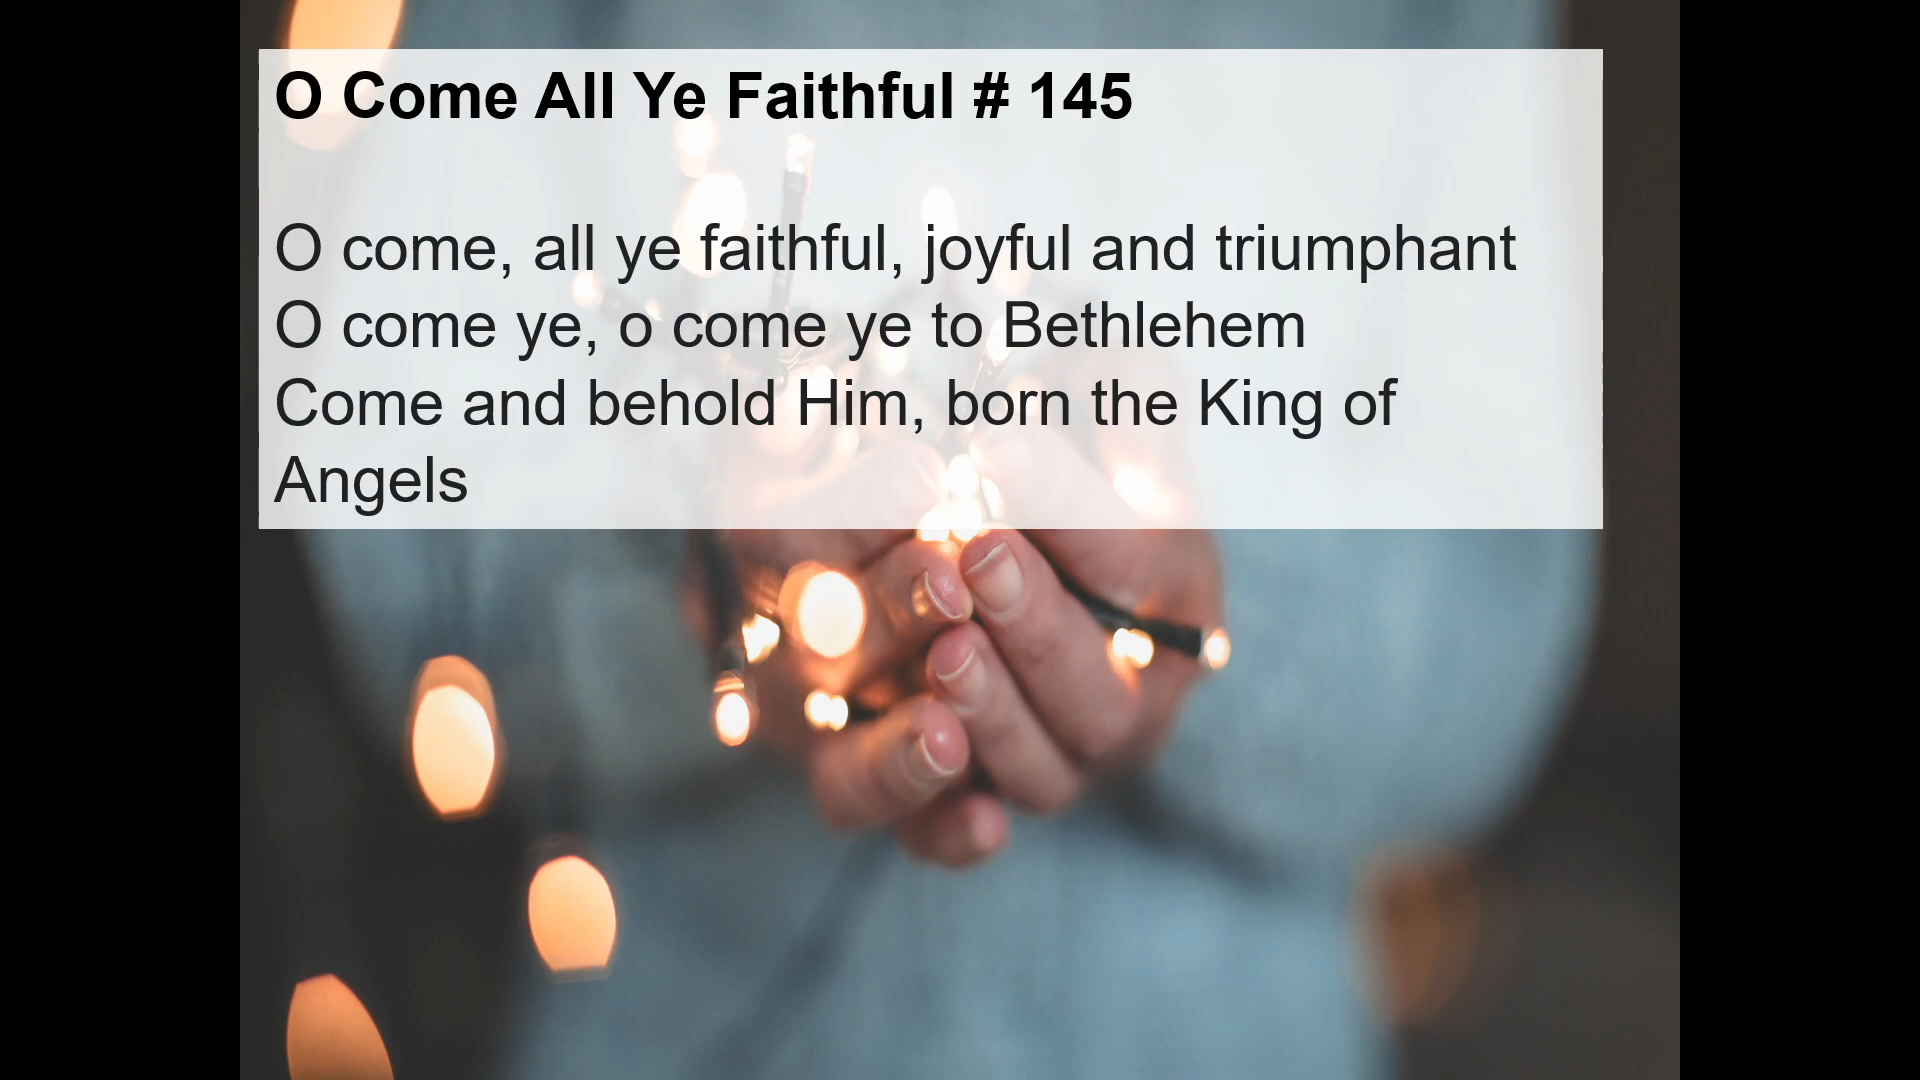 O Come All Ye Faithful # 145
O come, all ye faithful, joyful and triumphant
O come ye, o come ye to Bethlehem
Come and behold Him, born the King of
Angels